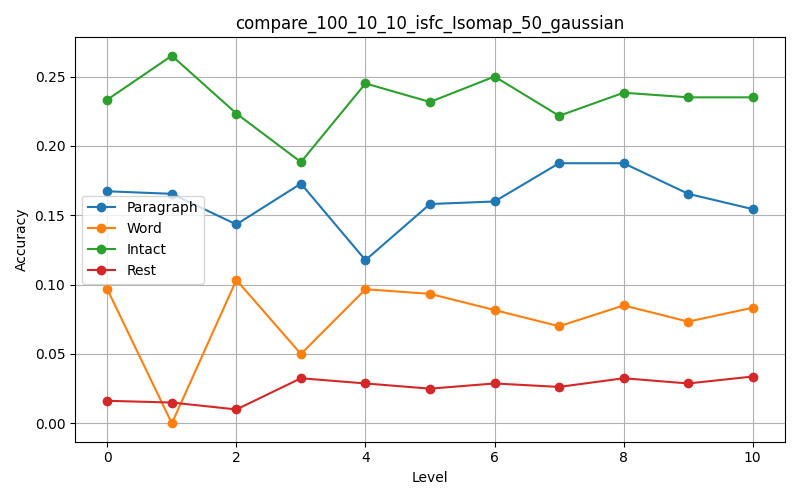 compare_100_10_10_isfc_Isomap_50_gaussian
Accuracy
0.25
0.20
0.15
0.10
0.05
0.00
Paragraph
Word
Intact
Rest
0 2 4 6 8 10
Level